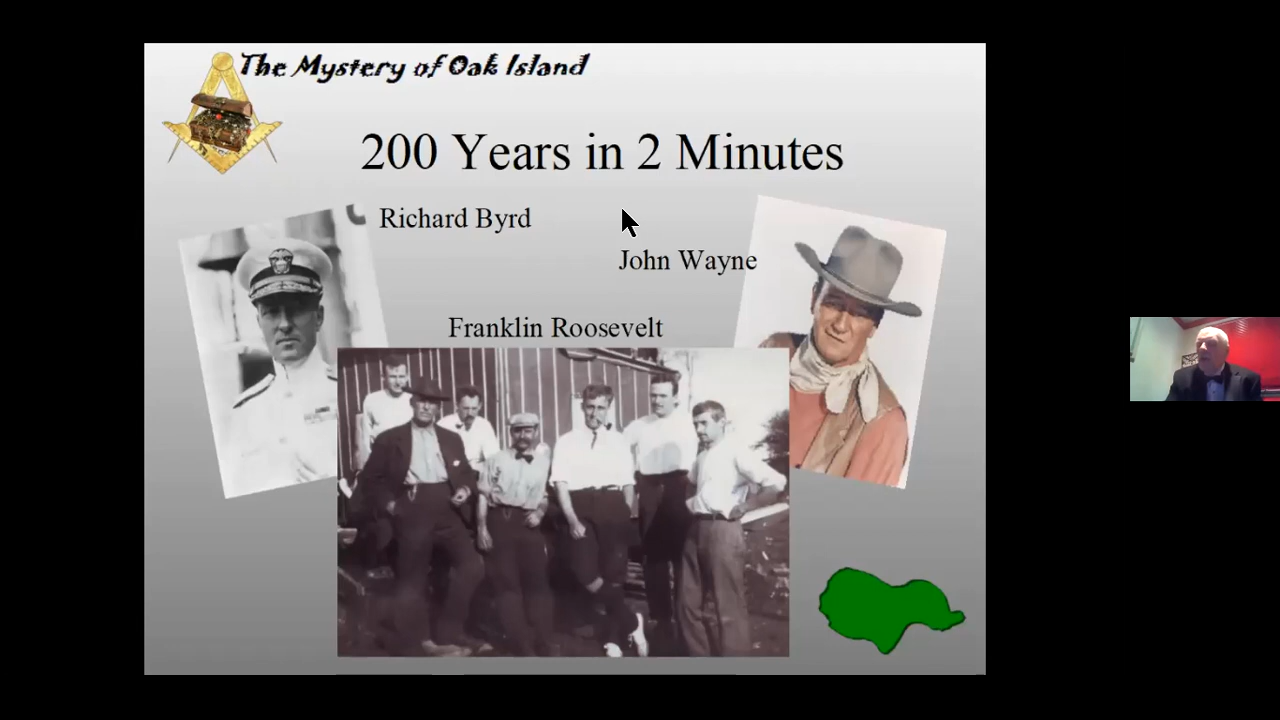 The Mystery of Oak Island
200 Years in 2 Minutes
Richard Byrd
John Wayne
Franklin Roosevelt